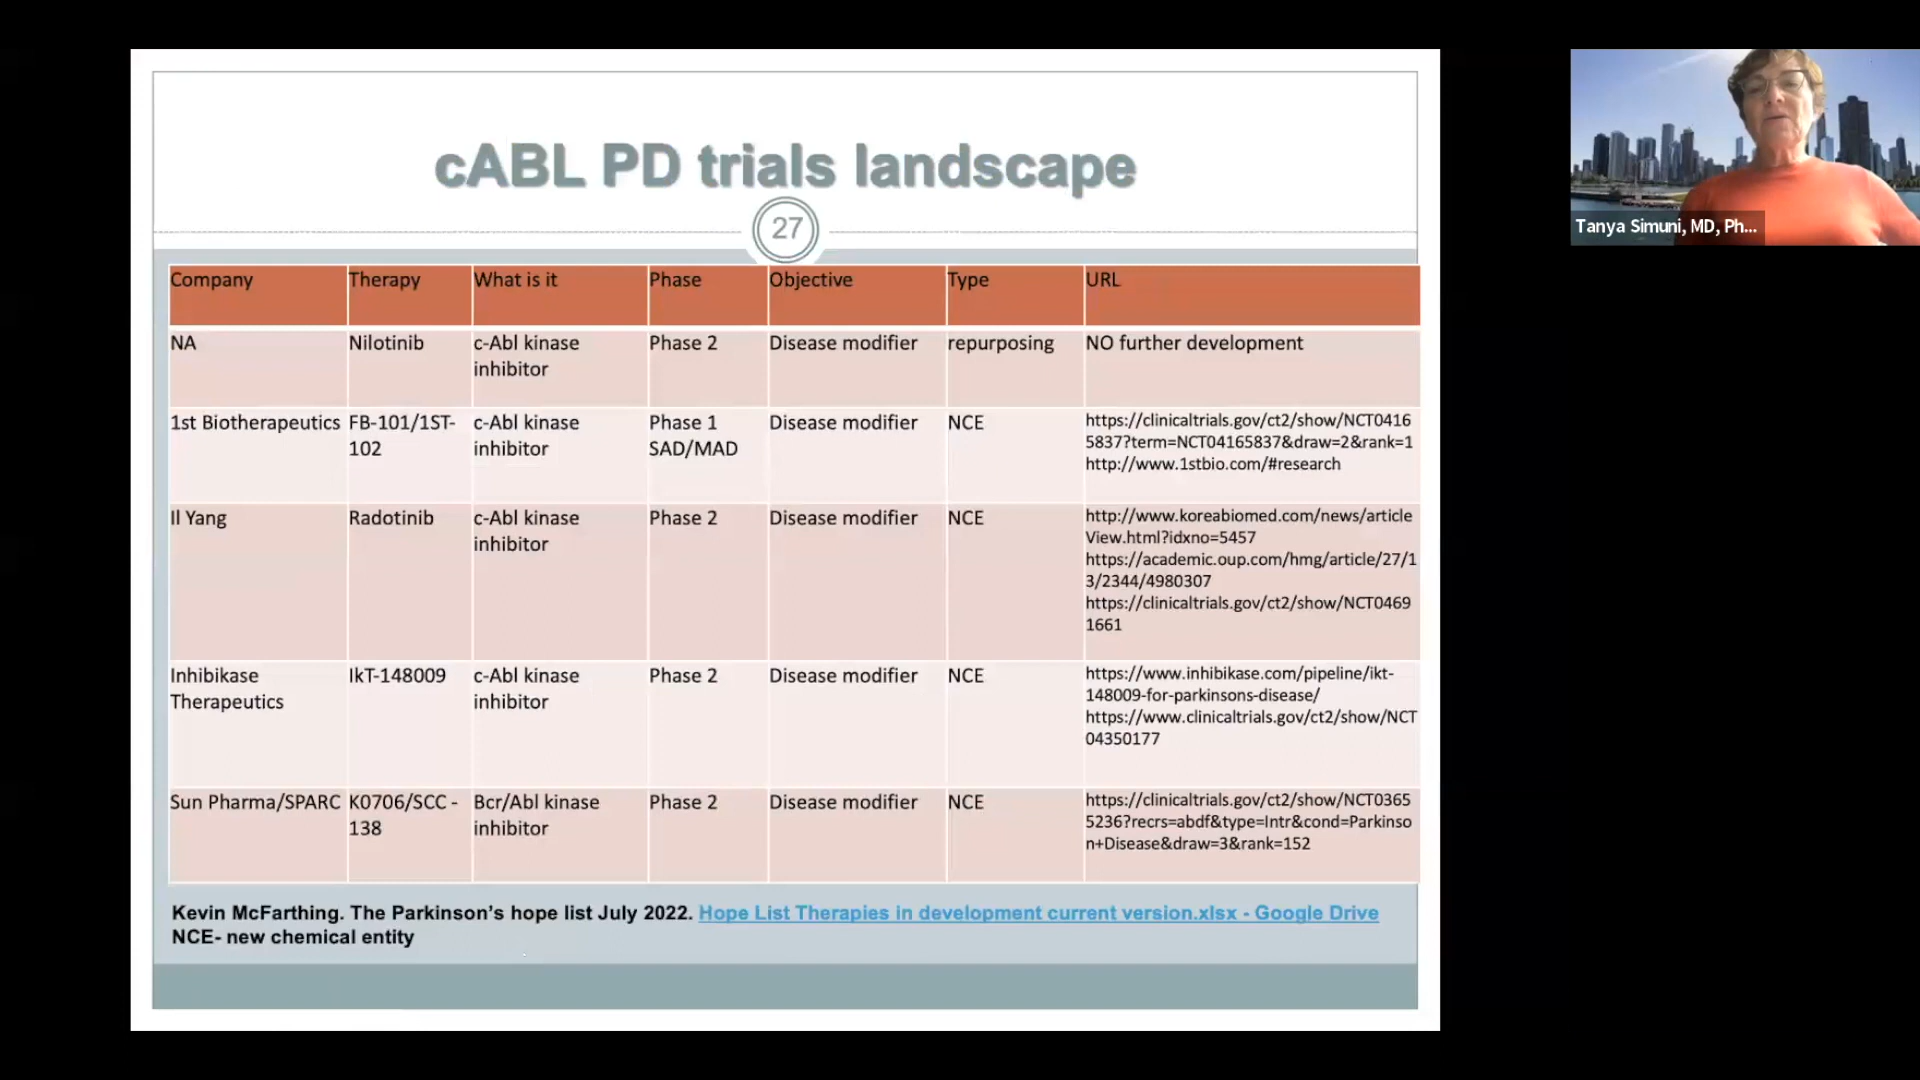 cABL PD trials landscape
27
Company Therapy What is it Phase Objective Type URL
NA Nilotinib c-Abl kinase inhibitor Phase 2 Disease modifier repurposing NO further development
1st Biotherapeutics FB-101/1ST-102 c-Abl kinase inhibitor Phase 1 SAD/MAD Disease modifier NCE
https://clinicaltrials.gov/ct2/show/NCT0416
5837?term=NCT04165837&draw=2&rank=1
http://www.1stbio.com/#research
Il Yang Radotinib c-Abl kinase inhibitor Phase 2 Disease modifier NCE
http://www.koreabiomed.com/news/article
View.html?idxno=5457
https://academic.oup.com/hmg/article/27/1
3/2344/4980307
https://clinicaltrials.gov/ct2/show/NCT0469
1661
Inhibikase Therapeutics IkT-148009 c-Abl kinase inhibitor Phase 2 Disease modifier NCE
https://www.inhibikase.com/pipeline/ikt-
148009-for-parkinsons-disease/
https://www.clinicaltrials.gov/ct2/show/NCT
04350177
Sun Pharma/SPARC K0706/SCC -138 Bcr/Abl kinase inhibitor Phase 2 Disease modifier NCE
https://clinicaltrials.gov/ct2/show/NCT0365
5236?recrs=abdf&type=Intr&cond=Parkinso
n+Disease&draw=3&rank=152
Kevin McFarthing. The Parkinson's hope list July 2022. Hope List Therapies in development current version.xlsx - Google Drive
NCE- new chemical entity
Tanya Simuni, MD, Ph...